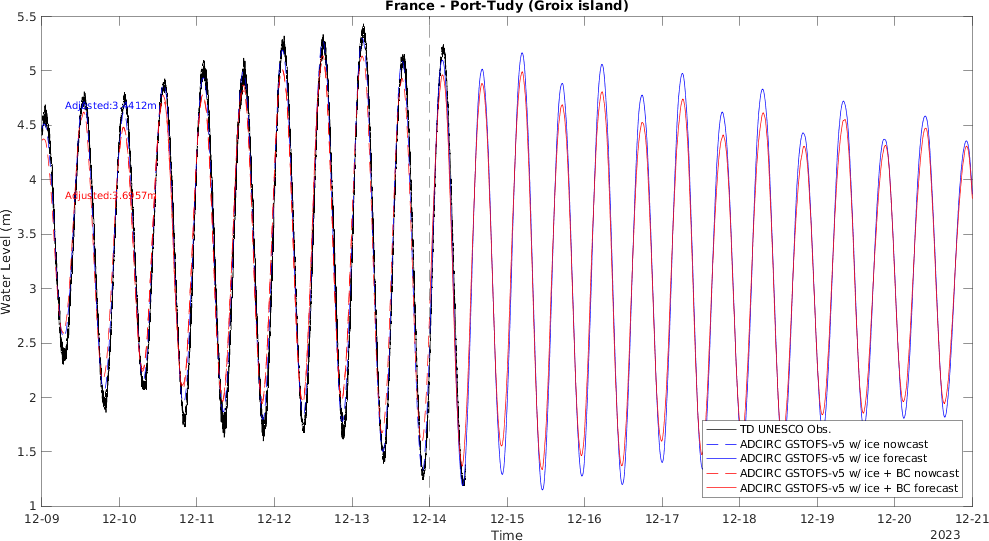 France - Port-Tudy (Groix island)
5.5
5
4.5
4
3.5
3
2.5
2
1.5
1
Water Level (m)
Adjusted:3.6957m
TD UNESCO Obs.
ADCIRC GSTOFS-v5 w/ ice nowcast
ADCIRC GSTOFS-v5 w/ ice forecast
ADCIRC GSTOFS-v5 w/ ice + BC nowcast
ADCIRC GSTOFS-v5 w/ ice + BC forecast
12-09 12-10 12-11 12-12 12-13 12-14 12-15 12-16 12-17 12-18 12-19 12-20 12-21
Time
2023